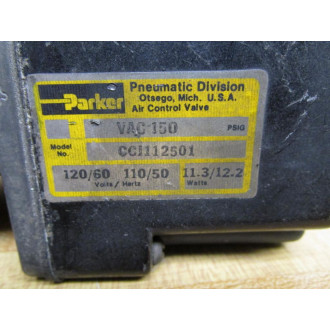 Parker
Pneumatic Division
Otsego, Mich. U.S.A.
Air Control Valve
VAC 150 PSIG
Model No. CCI112501
120/60 110/50 11.3/12.2
Volts / Hertz Watts